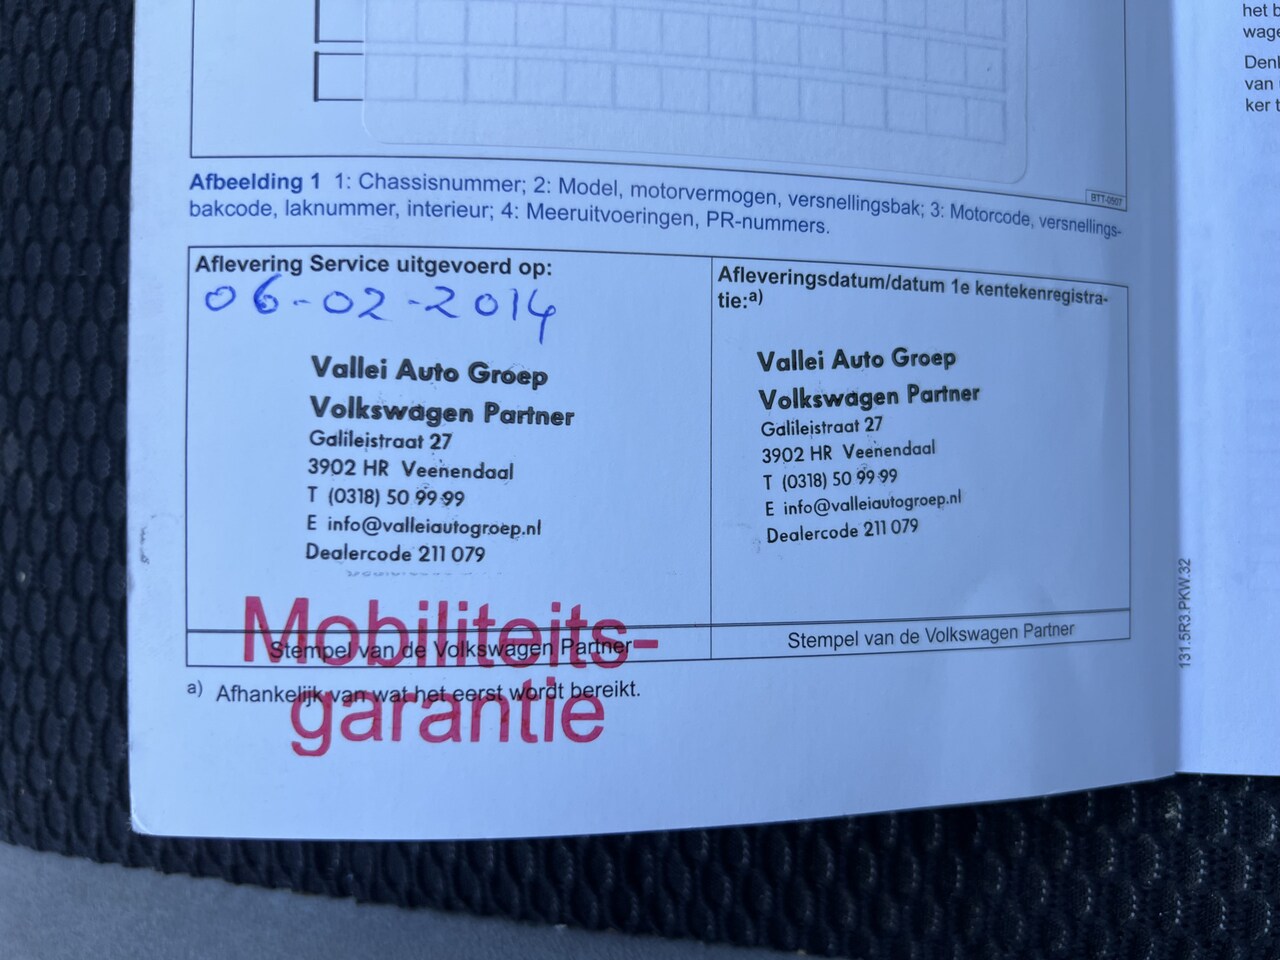 BTT-0507
Afbeelding 1 1: Chassisnummer; 2: Model, motorvermogen, versnellingsbak; 3: Motorcode, versnellings-
bakcode, laknummer, interieur; 4: Meeruitvoeringen, PR-nummers.
Aflevering Service uitgevoerd op:
06-02-2014
Vallei Auto Groep
Volkswagen Partner
Galileistraat 27
3902 HR Veenendaal
T (0318) 50 99 99
E info@valleiautogroep.nl
Dealercode 211 079
Stempel van de Volkswagen Partner
Afleveringsdatum/datum 1e kentekenregistra-
tie:a)
Vallei Auto Groep
Volkswagen Partner
Galileistraat 27
3902 HR Veenendaal
T (0318) 50 99 99
E info@valleiautogroep.nl
Dealercode 211 079
Stempel van de Volkswagen Partner
Mobiliteits-
garantie
a) Afhankelijk van wat het eerst wordt bereikt.
131.5R3.PKW.32
het b
wage
Denk
van
ker t